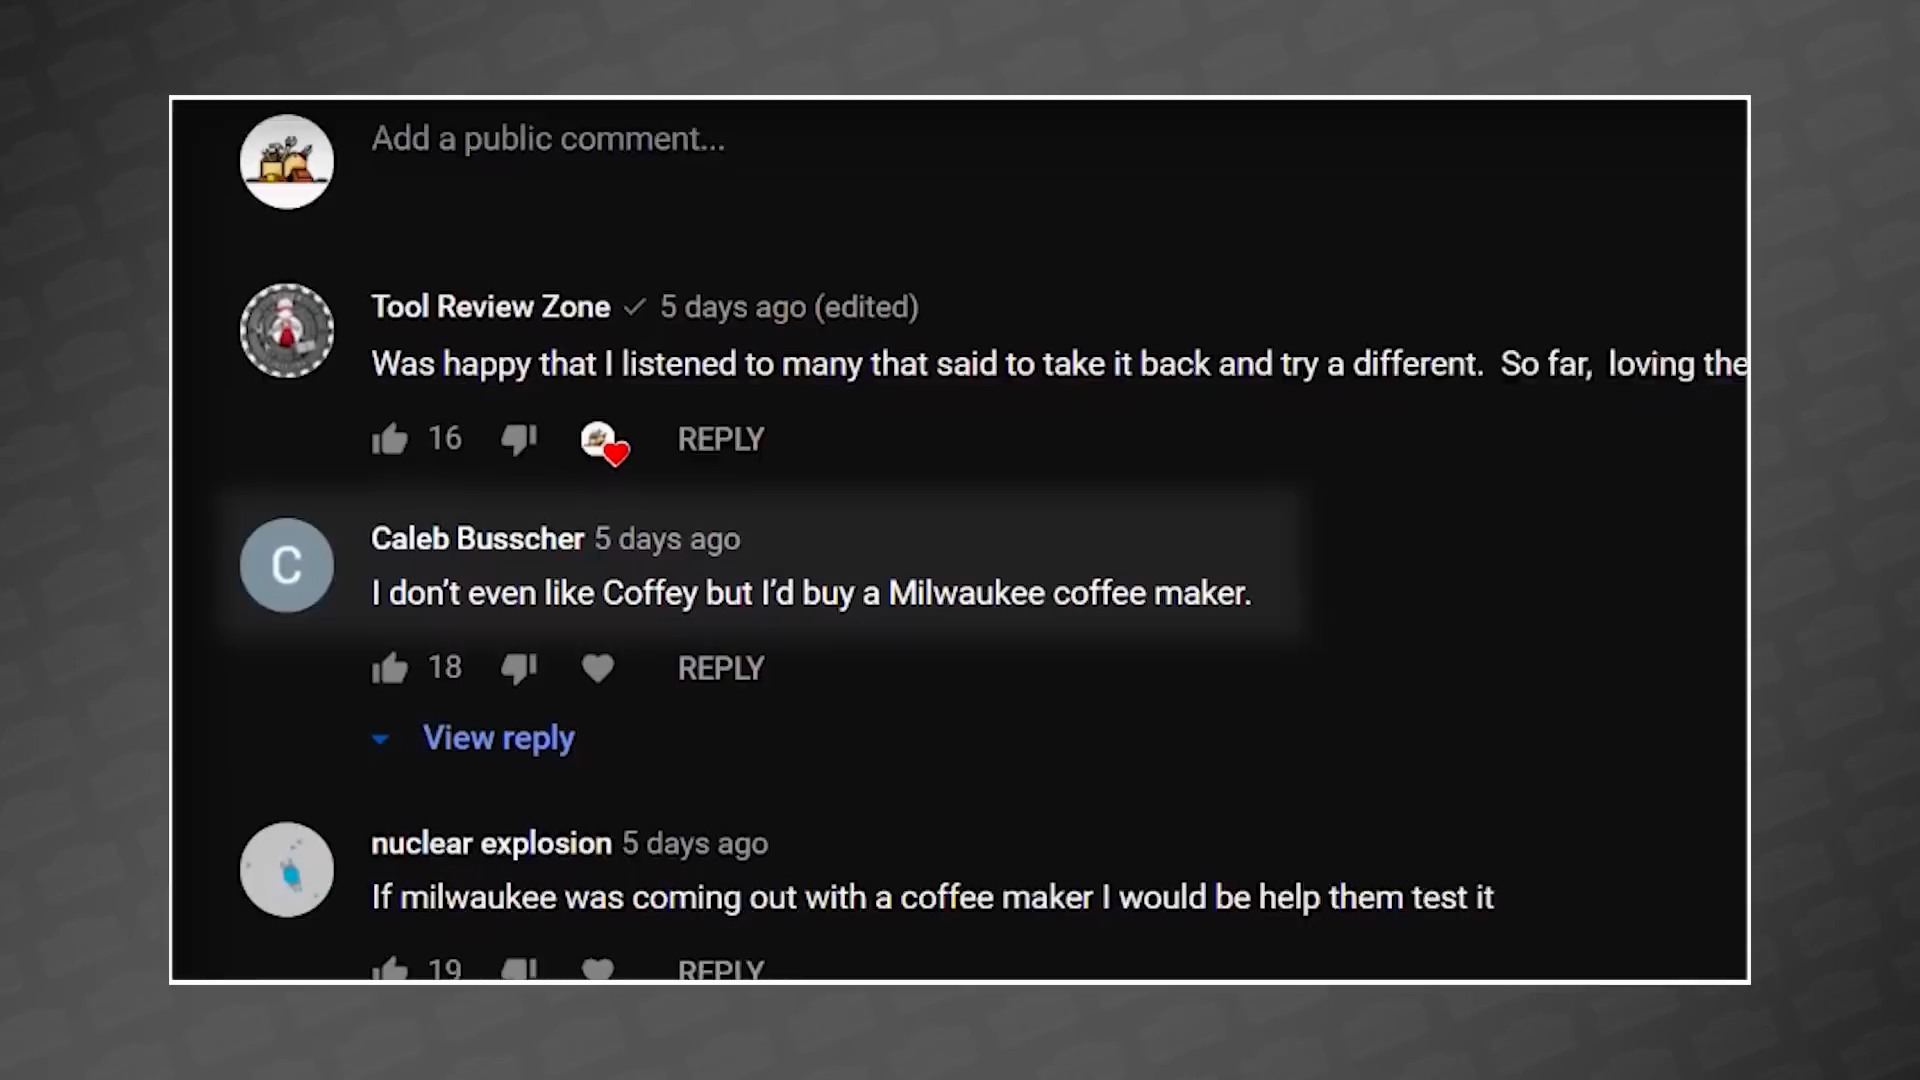 Add a public comment...
Tool Review Zone 5 days ago (edited)
Was happy that I listened to many that said to take it back and try a different. So far, loving the
16 REPLY
C
Caleb Busscher 5 days ago
I don’t even like Coffey but I’d buy a Milwaukee coffee maker.
18 REPLY
View reply
nuclear explosion 5 days ago
If milwaukee was coming out with a coffee maker I would be help them test it
19 REPLY